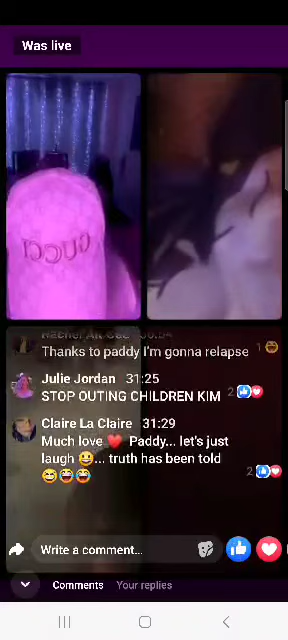 Was live
GUCCI
Thanks to paddy I'm gonna relapse 1
Julie Jordan 31:25
STOP OUTING CHILDREN KIM 2
Claire La Claire 31:29
Much love ❤️ Paddy... let's just
laugh 😀... truth has been told
😂😂😂 2
Write a comment...
Comments Your replies